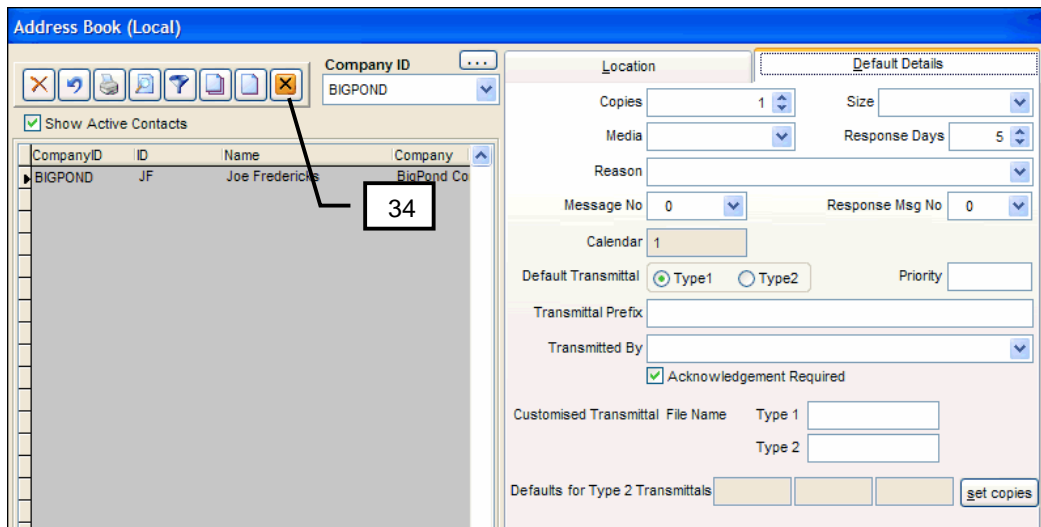 Address Book (Local)
Company ID ...
BIGPOND
Show Active Contacts
CompanyID ID Name Company
BIGPOND JF Joe Fredericks BigPond Co
34
Location Default Details
Copies 1 Size
Media Response Days 5
Reason
Message No 0 Response Msg No 0
Calendar 1
Default Transmittal Type1 Type2 Priority
Transmittal Prefix
Transmitted By
Acknowledgement Required
Customised Transmittal File Name Type 1
Type 2
Defaults for Type 2 Transmittals set copies